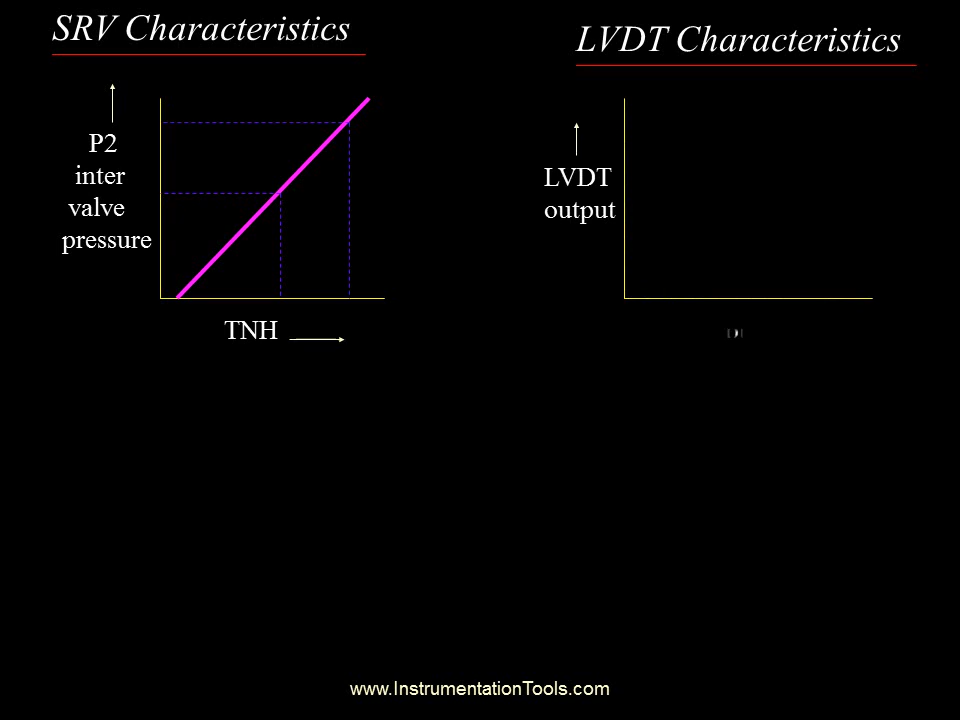 SRV Characteristics
LVDT Characteristics
P2
inter
valve
pressure
TNH
LVDT
output
www.InstrumentationTools.com